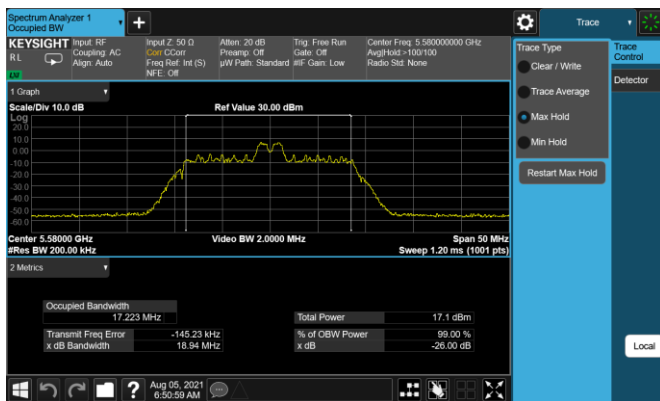 Spectrum Analyzer 1
Occupied BW
Trace
KEYSIGHT Input: RF Input Z: 50 Ω Atten: 20 dB Trig: Free Run Center Freq: 5.580000000 GHz
RL Coupling: AC Corr CCorr Preamp: Off Gate: Off Avg|Hold:>100/100
Align: Auto Freq Ref: Int (S) µW Path: Standard #IF Gain: Low Radio Std: None
LXI NFE: Off
1 Graph
Scale/Div 10.0 dB Ref Value 30.00 dBm
Log
20.0
10.0
0.00
-10.0
-20.0
-30.0
-40.0
-50.0
-60.0
Center 5.58000 GHz Video BW 2.0000 MHz Span 50 MHz
#Res BW 200.00 kHz Sweep 1.20 ms (1001 pts)
2 Metrics
Occupied Bandwidth
17.223 MHz Total Power 17.1 dBm
Transmit Freq Error -145.23 kHz % of OBW Power 99.00 %
x dB Bandwidth 18.94 MHz x dB -26.00 dB
Aug 05, 2021
6:50:59 AM
Trace Type
Clear / Write
Trace Average
Max Hold
Min Hold
Restart Max Hold
Trace
Control
Detector
Local